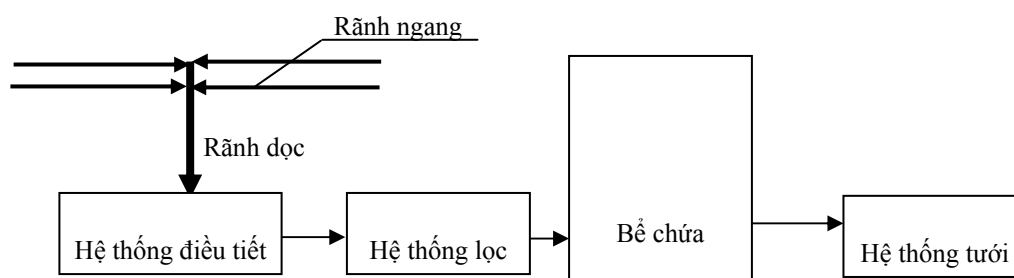 Rãnh ngang
Rãnh dọc
Hệ thống điều tiết
Hệ thống lọc
Bể chứa
Hệ thống tưới